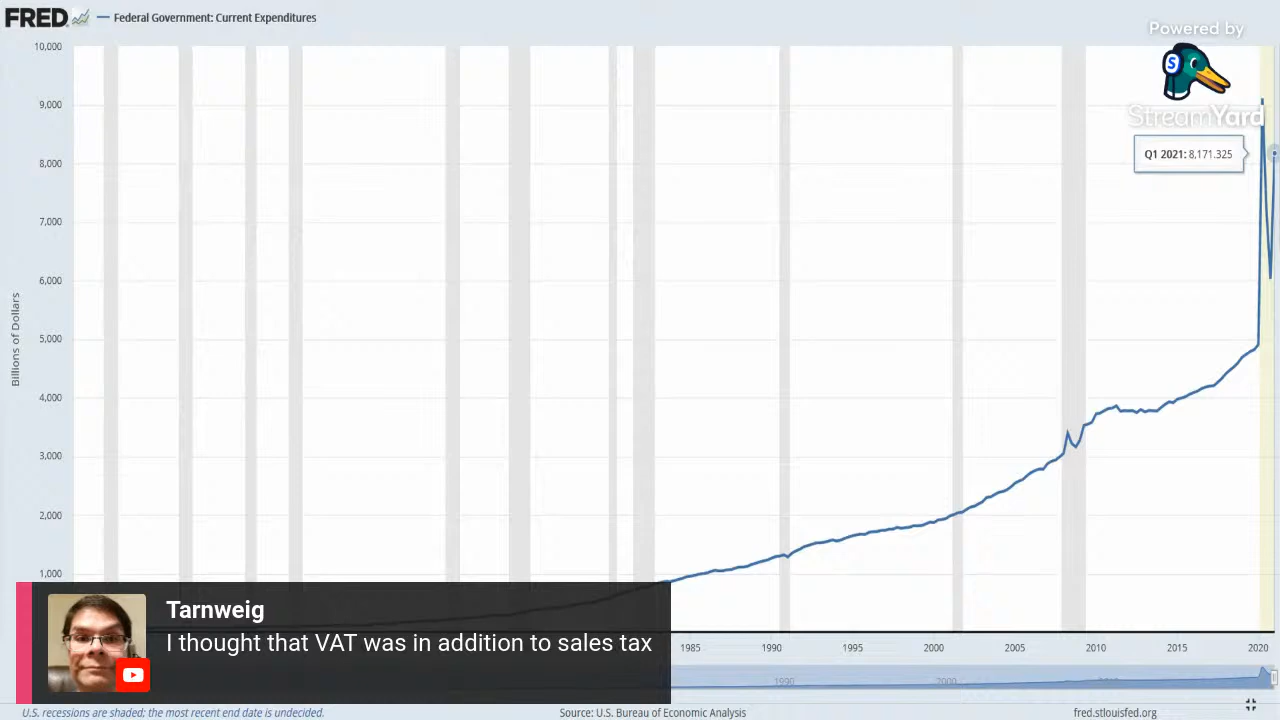 FRED
Federal Government: Current Expenditures
Powered by
S
StreamYard
10,000
9,000
8,000
7,000
6,000
5,000
4,000
3,000
2,000
1,000
Billions of Dollars
Q1 2021: 8,171.325
Tarnweig
I thought that VAT was in addition to sales tax
1985 1990 1995 2000 2005 2010 2015 2020
1990 2000 2010
U.S. recessions are shaded; the most recent end date is undecided.
Source: U.S. Bureau of Economic Analysis
fred.stlouisfed.org